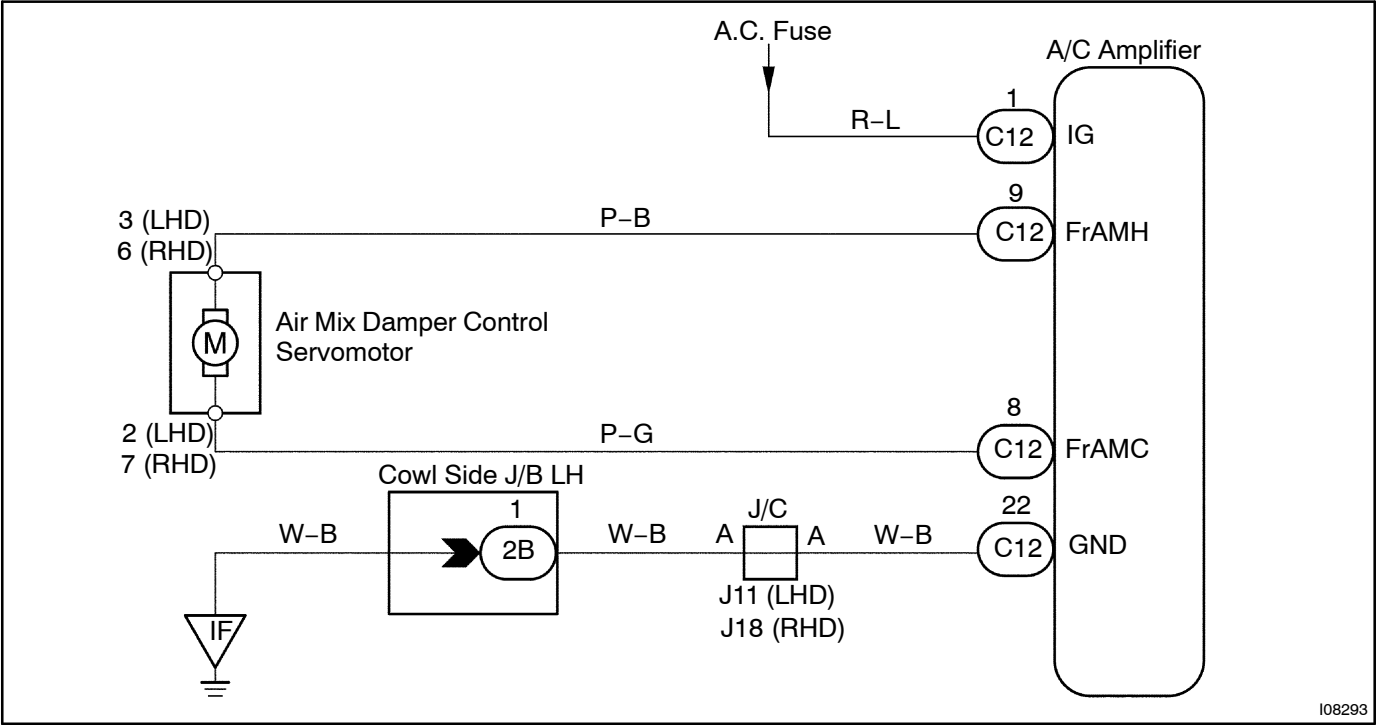 A.C. Fuse
A/C Amplifier
1
R−L
C12
IG
9
3 (LHD)
P−B
6 (RHD)
C12
FrAMH
M
Air Mix Damper Control
Servomotor
8
2 (LHD)
P−G
7 (RHD)
C12
FrAMC
Cowl Side J/B LH
1
J/C
22
W−B
2B
W−B
A
A
W−B
C12
GND
J11 (LHD)
J18 (RHD)
IF
I08293